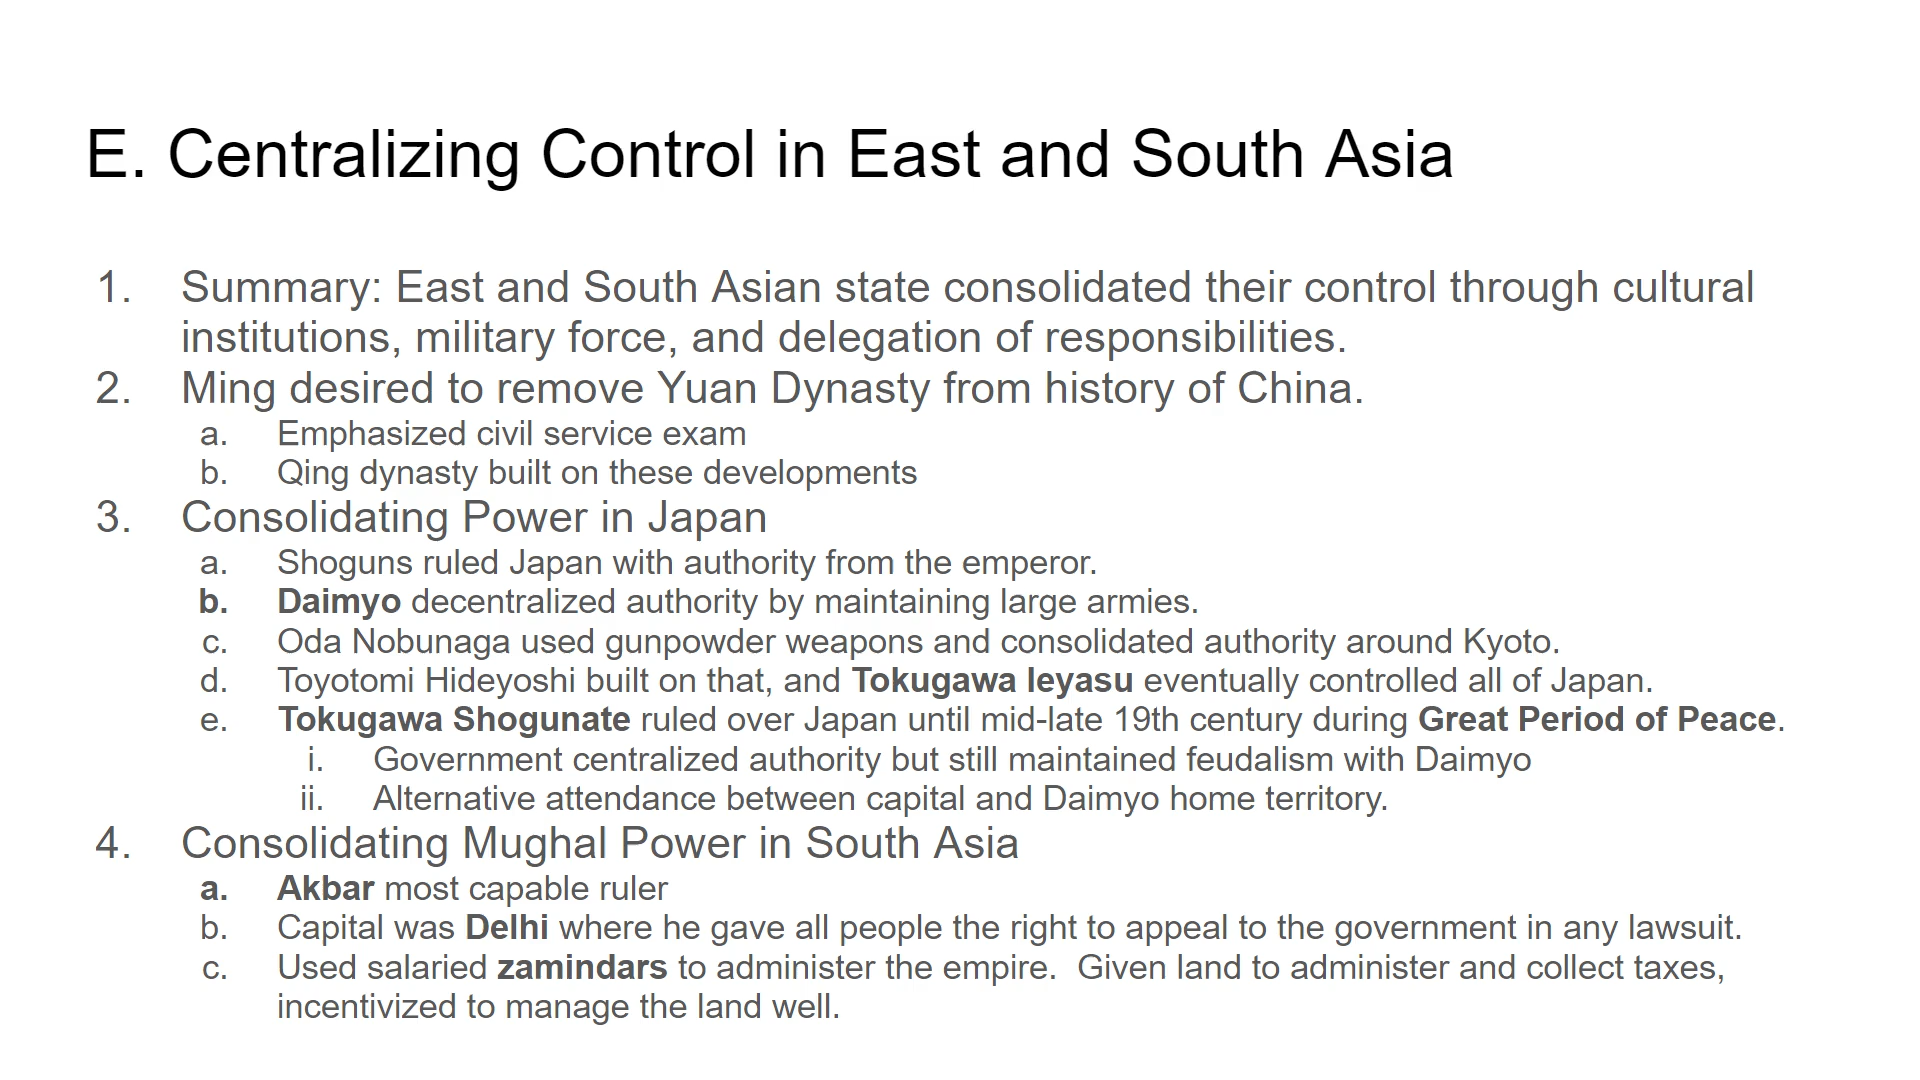 E. Centralizing Control in East and South Asia
1. Summary: East and South Asian state consolidated their control through cultural
institutions, military force, and delegation of responsibilities.
2. Ming desired to remove Yuan Dynasty from history of China.
a. Emphasized civil service exam
b. Qing dynasty built on these developments
3. Consolidating Power in Japan
a. Shoguns ruled Japan with authority from the emperor.
b. Daimyo decentralized authority by maintaining large armies.
c. Oda Nobunaga used gunpowder weapons and consolidated authority around Kyoto.
d. Toyotomi Hideyoshi built on that, and Tokugawa Ieyasu eventually controlled all of Japan.
e. Tokugawa Shogunate ruled over Japan until mid-late 19th century during Great Period of Peace.
i. Government centralized authority but still maintained feudalism with Daimyo
ii. Alternative attendance between capital and Daimyo home territory.
4. Consolidating Mughal Power in South Asia
a. Akbar most capable ruler
b. Capital was Delhi where he gave all people the right to appeal to the government in any lawsuit.
c. Used salaried zamindars to administer the empire.  Given land to administer and collect taxes,
incentivized to manage the land well.